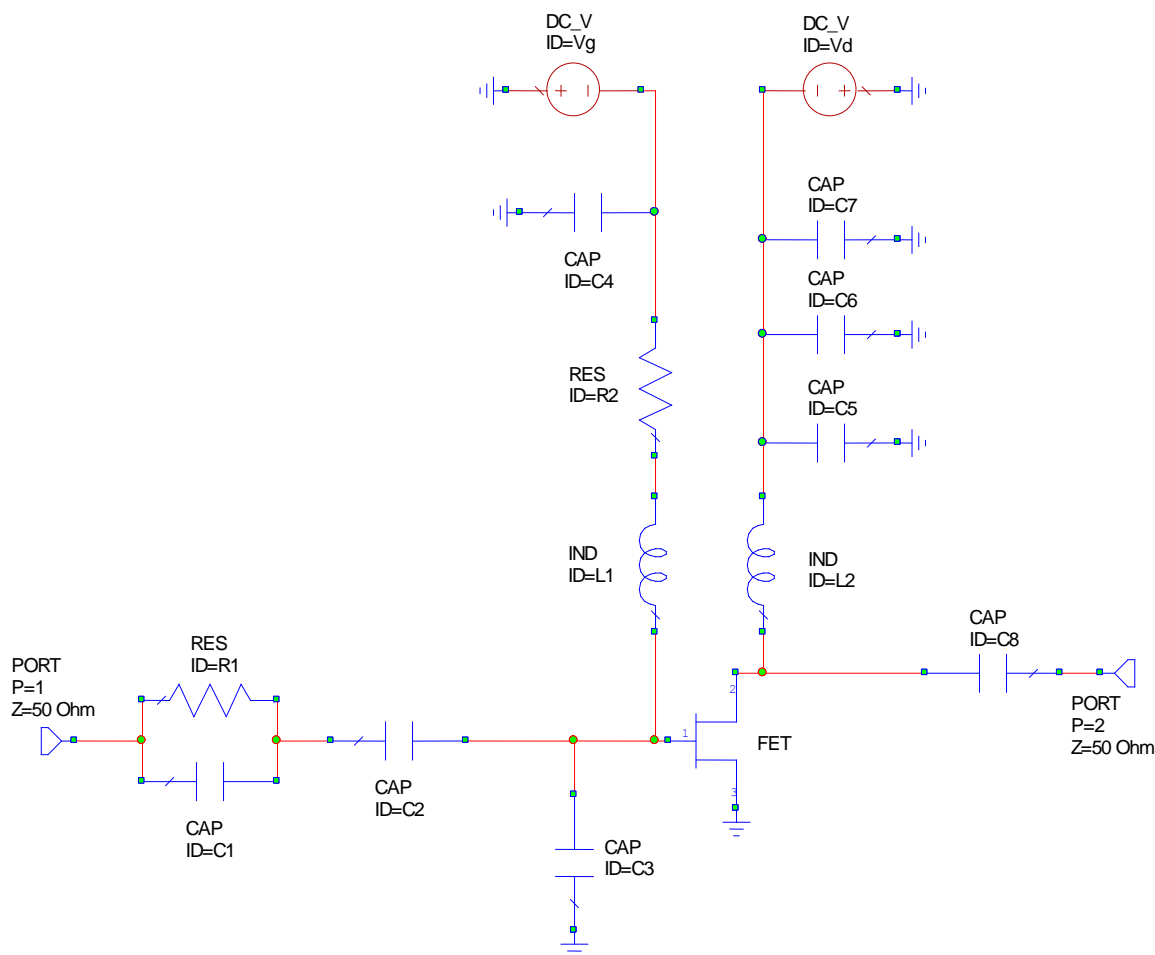 DC_V
ID=Vg
DC_V
ID=Vd
CAP
ID=C7
CAP
ID=C4
CAP
ID=C6
RES
ID=R2
CAP
ID=C5
IND
ID=L1
IND
ID=L2
CAP
ID=C8
RES
ID=R1
PORT
P=1
Z=50 Ohm
PORT
P=2
Z=50 Ohm
2
1
FET
3
CAP
ID=C2
CAP
ID=C1
CAP
ID=C3